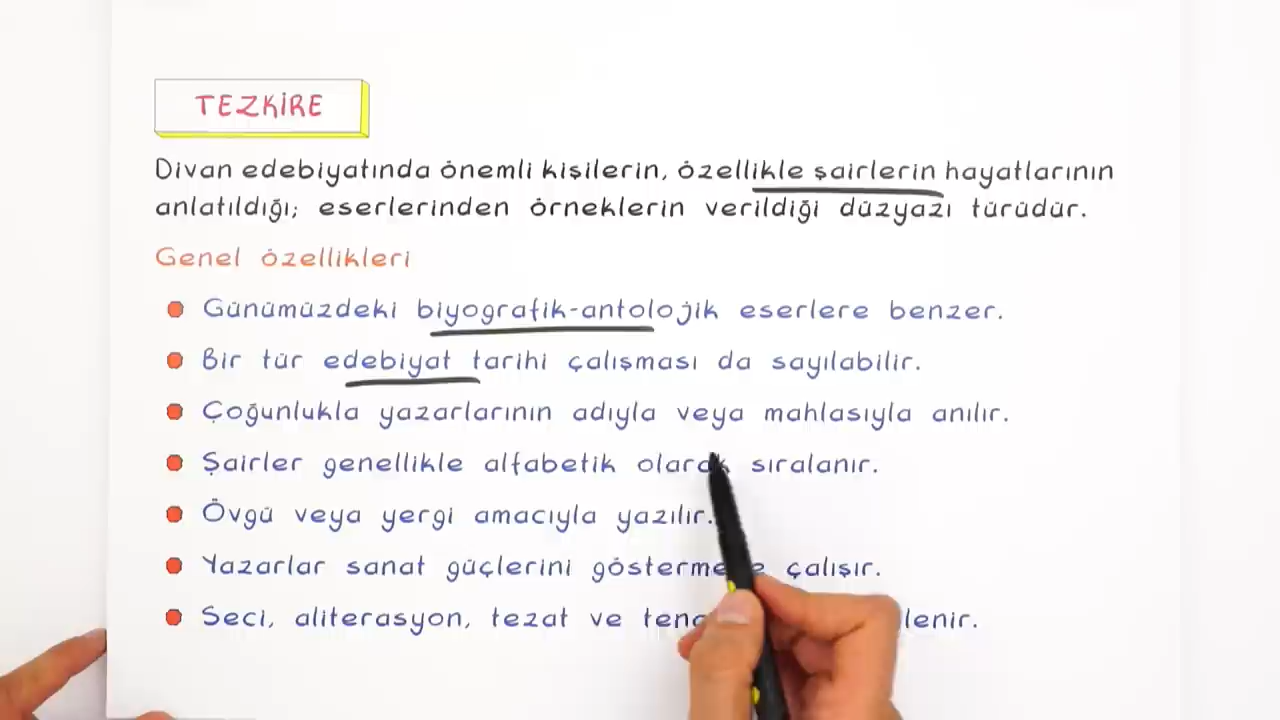 TEZKİRE
Divan edebiyatında önemli kişilerin, özellikle şairlerin hayatlarının
anlatıldığı; eserlerinden örneklerin verildiği düzyazı türüdür.
Genel özellikleri
Günümüzdeki biyografik-antolojik eserlere benzer.
Bir tür edebiyat tarihi çalışması da sayılabilir.
Çoğunlukla yazarlarının adıyla veya mahlasıyla anılır.
Şairler genellikle alfabetik olarak sıralanır.
Övgü veya yergi amacıyla yazılır.
Yazarlar sanat güçlerini göstermeye çalışır.
Seci, aliterasyon, tezat ve